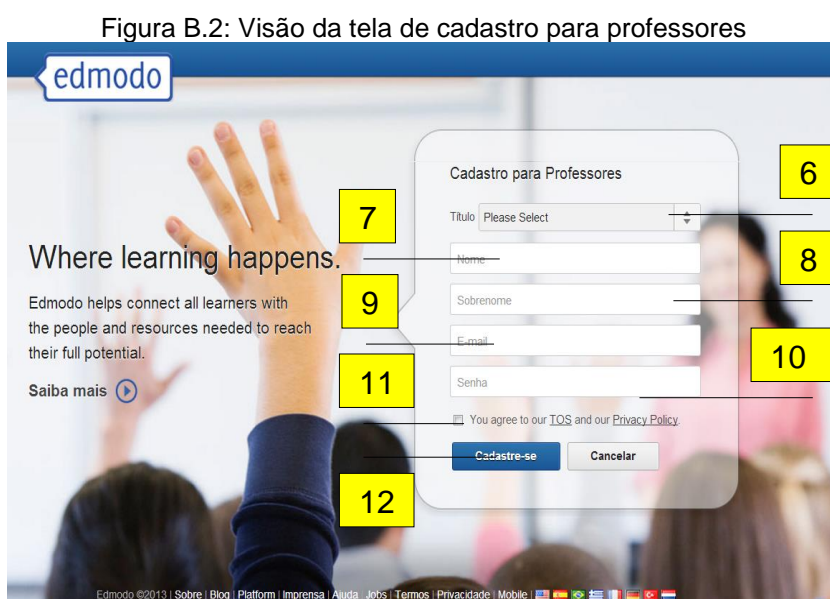 Figura B.2: Visão da tela de cadastro para professores
edmodo
Cadastro para Professores
6
Título Please Select
7
Where learning happens.
Nome
8
Edmodo helps connect all learners with
the people and resources needed to reach
their full potential.
9
Sobrenome
E-mail
10
Saiba mais
11
Senha
You agree to our TOS and our Privacy Policy.
Cadastre-se
Cancelar
12
Edmodo ©2013 | Sobre | Blog | Platform | Imprensa | Ajuda | Jobs | Termos | Privacidade | Mobile |